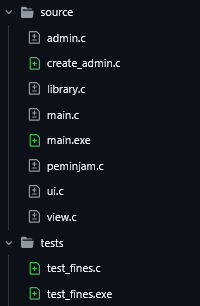 source
admin.c
create_admin.c
library.c
main.c
main.exe
peminjam.c
ui.c
view.c
tests
test_fines.c
test_fines.exe